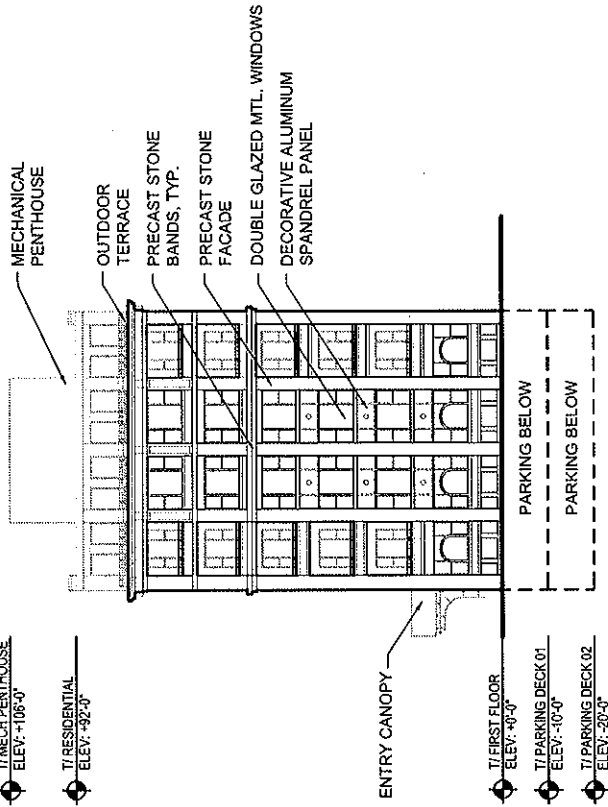 MECHANICAL
PENTHOUSE
OUTDOOR
TERRACE
PRECAST STONE
BANDS, TYP.
PRECAST STONE
FACADE
DOUBLE GLAZED MTL. WINDOWS
DECORATIVE ALUMINUM
SPANDREL PANEL
PARKING BELOW
PARKING BELOW
ENTRY CANOPY
T/ MECH PENTHOUSE
ELEV: +106'-0"
T/ RESIDENTIAL
ELEV: +92'-0"
T/ FIRST FLOOR
ELEV: +0'-0"
T/ PARKING DECK 01
ELEV: -10'-0"
T/ PARKING DECK 02
ELEV: -20'-0"